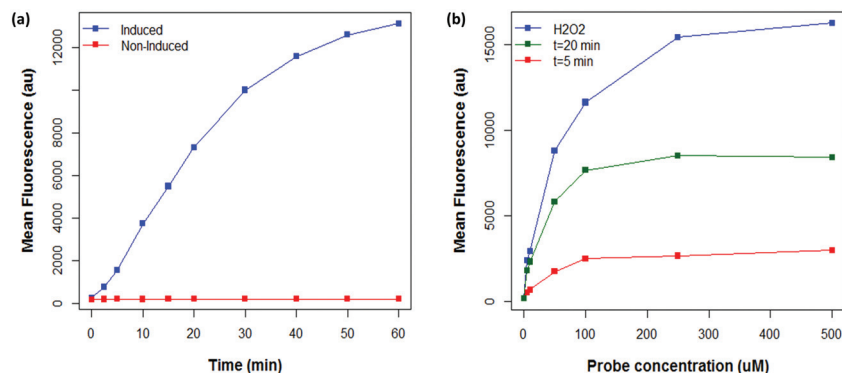 (a)
Induced
Non-Induced
Mean Fluorescence (au)
0
2000
4000
6000
8000
12000
0
10
20
30
40
50
60
Time (min)
(b)
H2O2
t=20 min
t=5 min
Mean Fluorescence (au)
0
5000
10000
15000
0
100
200
300
400
500
Probe concentration (uM)